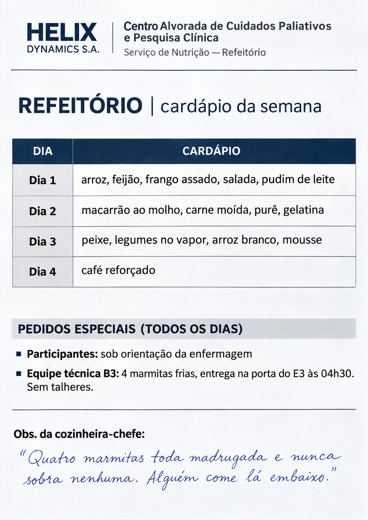 HELIX
DYNAMICS S.A.
Centro Alvorada de Cuidados Paliativos
e Pesquisa Clínica
Serviço de Nutrição — Refeitório
REFEITÓRIO | cardápio da semana
DIA CARDÁPIO
Dia 1 arroz, feijão, frango assado, salada, pudim de leite
Dia 2 macarrão ao molho, carne moída, purê, gelatina
Dia 3 peixe, legumes no vapor, arroz branco, mousse
Dia 4 café reforçado
PEDIDOS ESPECIAIS (TODOS OS DIAS)
▪ Participantes: sob orientação da enfermagem
▪ Equipe técnica B3: 4 marmitas frias, entrega na porta do E3 às 04h30.
Sem talheres.
Obs. da cozinheira-chefe:
“Quatro marmitas toda madrugada e nunca
sobra nenhuma. Alguém come lá embaixo.”